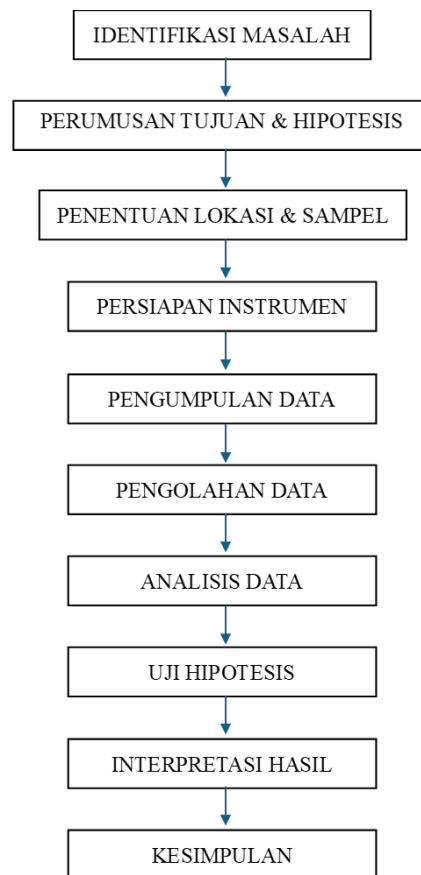 IDENTIFIKASI MASALAH
PERUMUSAN TUJUAN & HIPOTESIS
PENENTUAN LOKASI & SAMPEL
PERSIAPAN INSTRUMEN
PENGUMPULAN DATA
PENGOLAHAN DATA
ANALISIS DATA
UJI HIPOTESIS
INTERPRETASI HASIL
KESIMPULAN